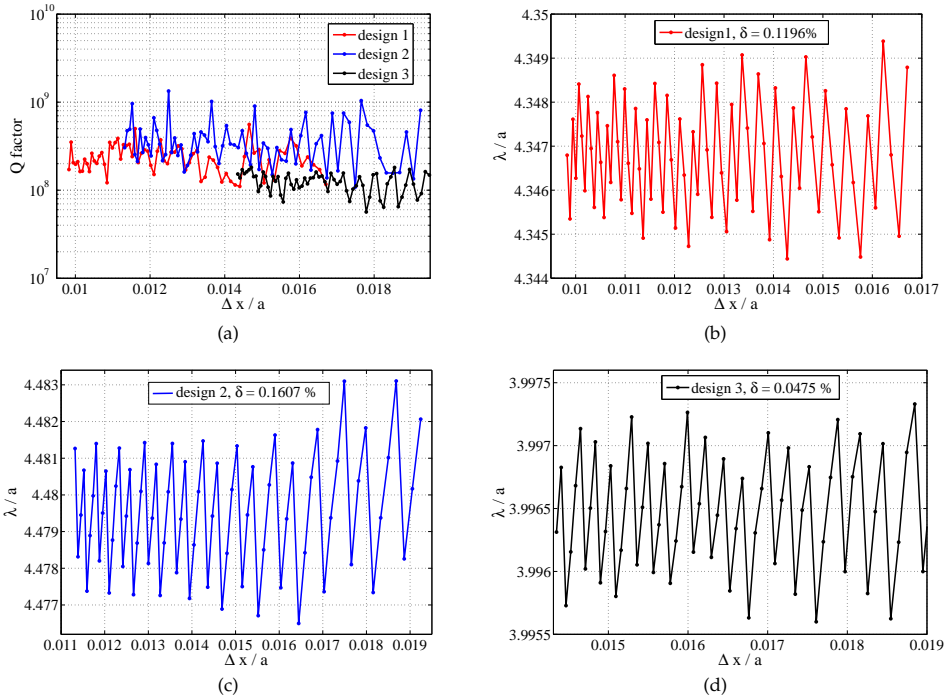 10^10
10^9
10^8
10^7
Q factor
design 1
design 2
design 3
0.01 0.012 0.014 0.016 0.018
Δ x / a
(a)
4.35
4.349
4.348
4.347
4.346
4.345
4.344
λ / a
design1, δ = 0.1196%
0.01 0.011 0.012 0.013 0.014 0.015 0.016 0.017
Δ x / a
(b)
4.483
4.482
4.481
4.48
4.479
4.478
4.477
λ / a
design 2, δ = 0.1607 %
0.011 0.012 0.013 0.014 0.015 0.016 0.017 0.018 0.019
Δ x / a
(c)
3.9975
3.997
3.9965
3.996
3.9955
λ / a
design 3, δ = 0.0475 %
0.015 0.016 0.017 0.018 0.019
Δ x / a
(d)